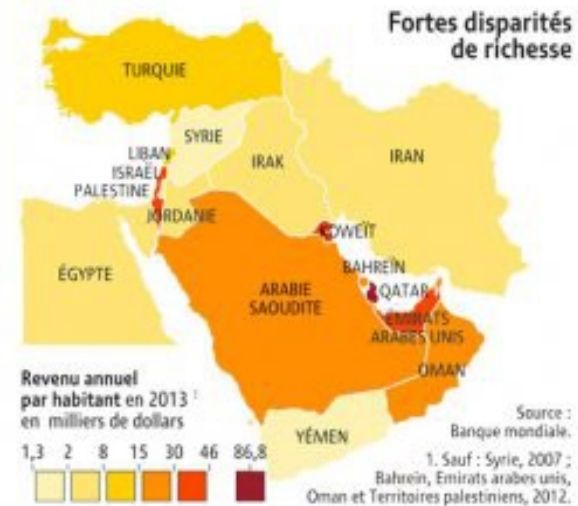 Fortes disparités
de richesse
TURQUIE
SYRIE
LIBAN
ISRAËL
PALESTINE
IRAK
IRAN
JORDANIE
KOWEÏT
ÉGYPTE
BAHREÏN
ARABIE
SAOUDITE
QATAR
ÉMIRATS
ARABES UNIS
OMAN
YÉMEN
Revenu annuel
par habitant en 2013 ¹
en milliers de dollars
1,3 2 8 15 30 46 86,8
Source :
Banque mondiale.
1. Sauf : Syrie, 2007 ;
Bahrein, Emirats arabes unis,
Oman et Territoires palestiniens, 2012.